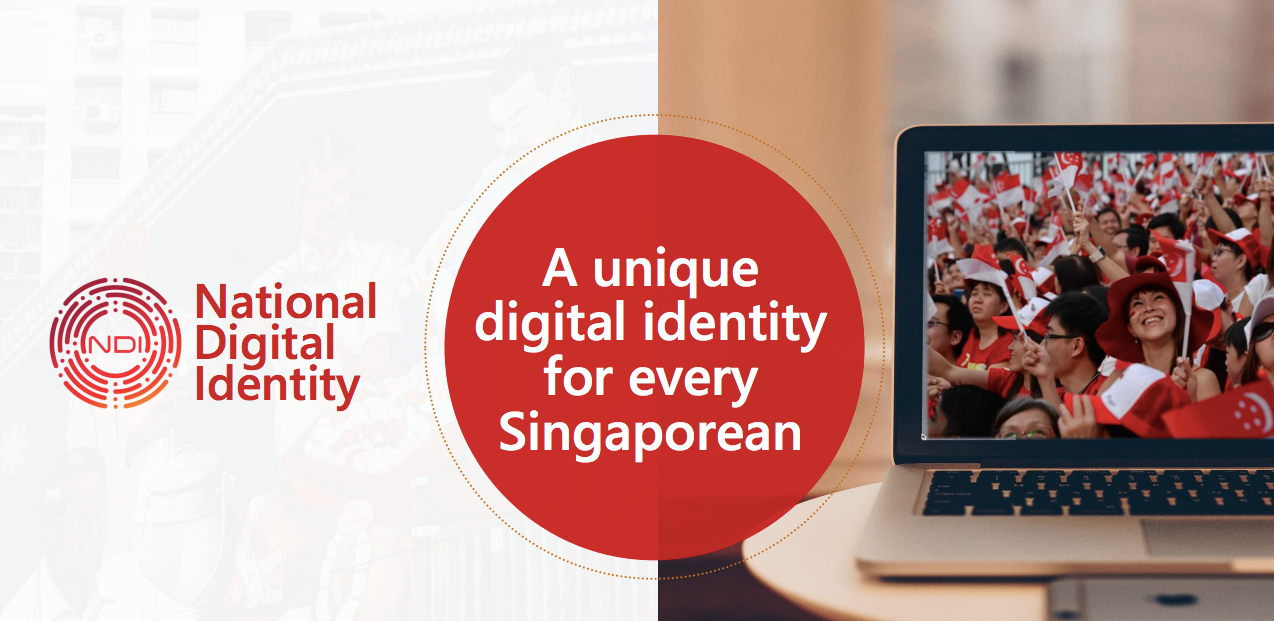 NDI
National
Digital
Identity
A unique
digital identity
for every
Singaporean